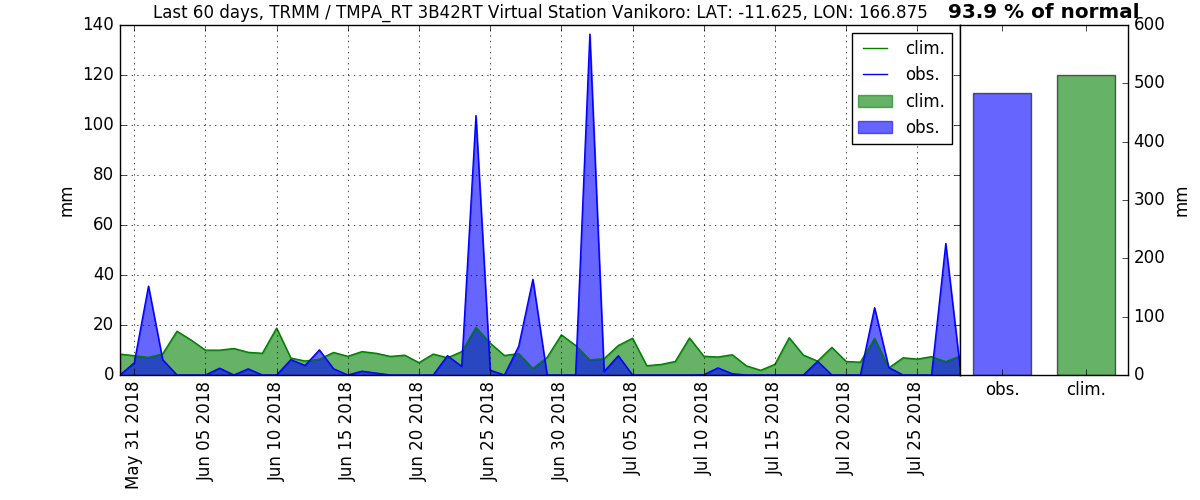 Last 60 days, TRMM / TMPA_RT 3B42RT Virtual Station Vanikoro: LAT: -11.625, LON: 166.875
93.9 % of normal
140
120
100
80
60
40
20
0
mm
clim.
obs.
clim.
obs.
May 31 2018
Jun 05 2018
Jun 10 2018
Jun 15 2018
Jun 20 2018
Jun 25 2018
Jun 30 2018
Jul 05 2018
Jul 10 2018
Jul 15 2018
Jul 20 2018
Jul 25 2018
600
500
400
300
200
100
0
mm
obs.
clim.